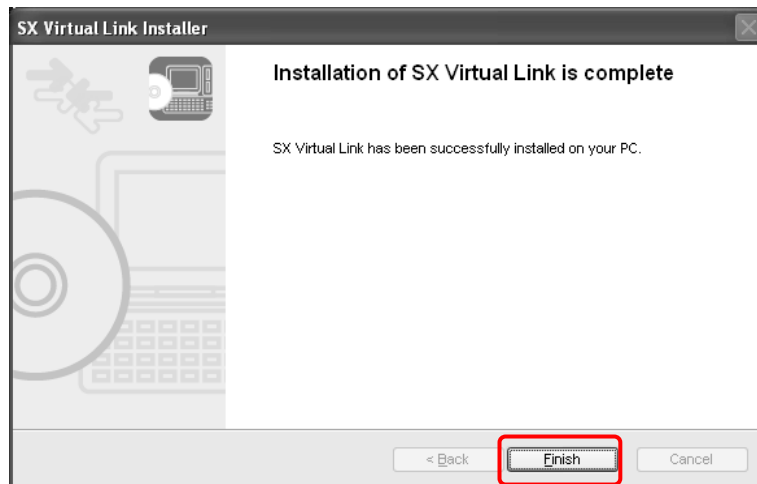 SX Virtual Link Installer
Installation of SX Virtual Link is complete
SX Virtual Link has been successfully installed on your PC.
< Back Finish Cancel